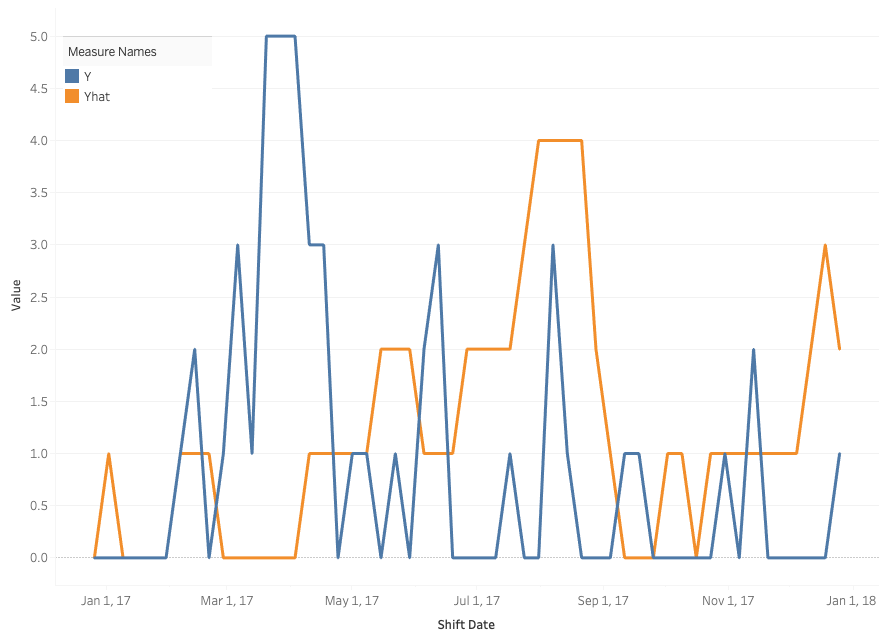 Measure Names
Y
Yhat
5.0
4.5
4.0
3.5
3.0
2.5
2.0
1.5
1.0
0.5
0.0
Value
Jan 1, 17 Mar 1, 17 May 1, 17 Jul 1, 17 Sep 1, 17 Nov 1, 17 Jan 1, 18
Shift Date